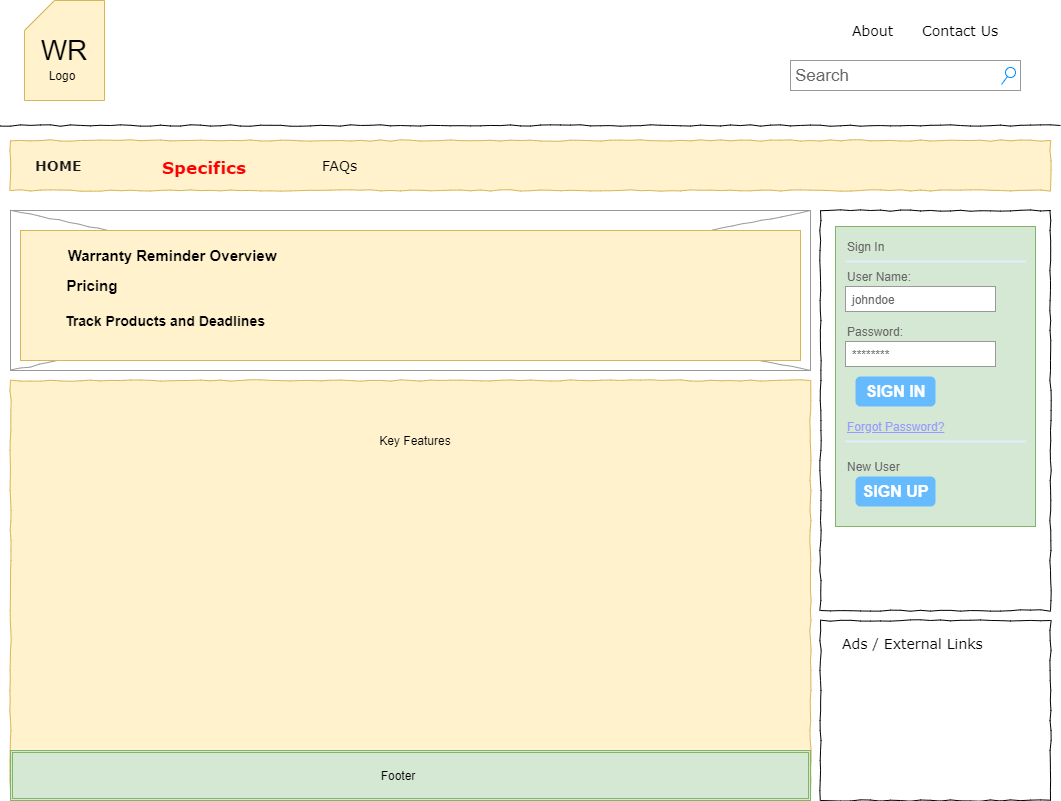 WR
Logo
About
Contact Us
Search
HOME
Specifics
FAQs
Warranty Reminder Overview
Pricing
Track Products and Deadlines
Key Features
Footer
Sign In
User Name:
johndoe
Password:
********
SIGN IN
Forgot Password?
New User
SIGN UP
Ads / External Links